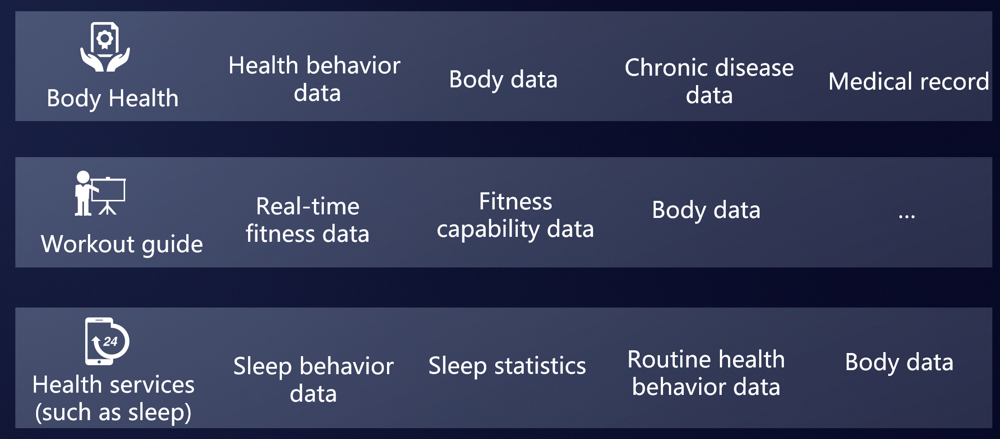 Body Health
Health behavior
data
Body data
Chronic disease
data
Medical record
Workout guide
Real-time
fitness data
Fitness
capability data
Body data
...
24
Health services
(such as sleep)
Sleep behavior
data
Sleep statistics
Routine health
behavior data
Body data